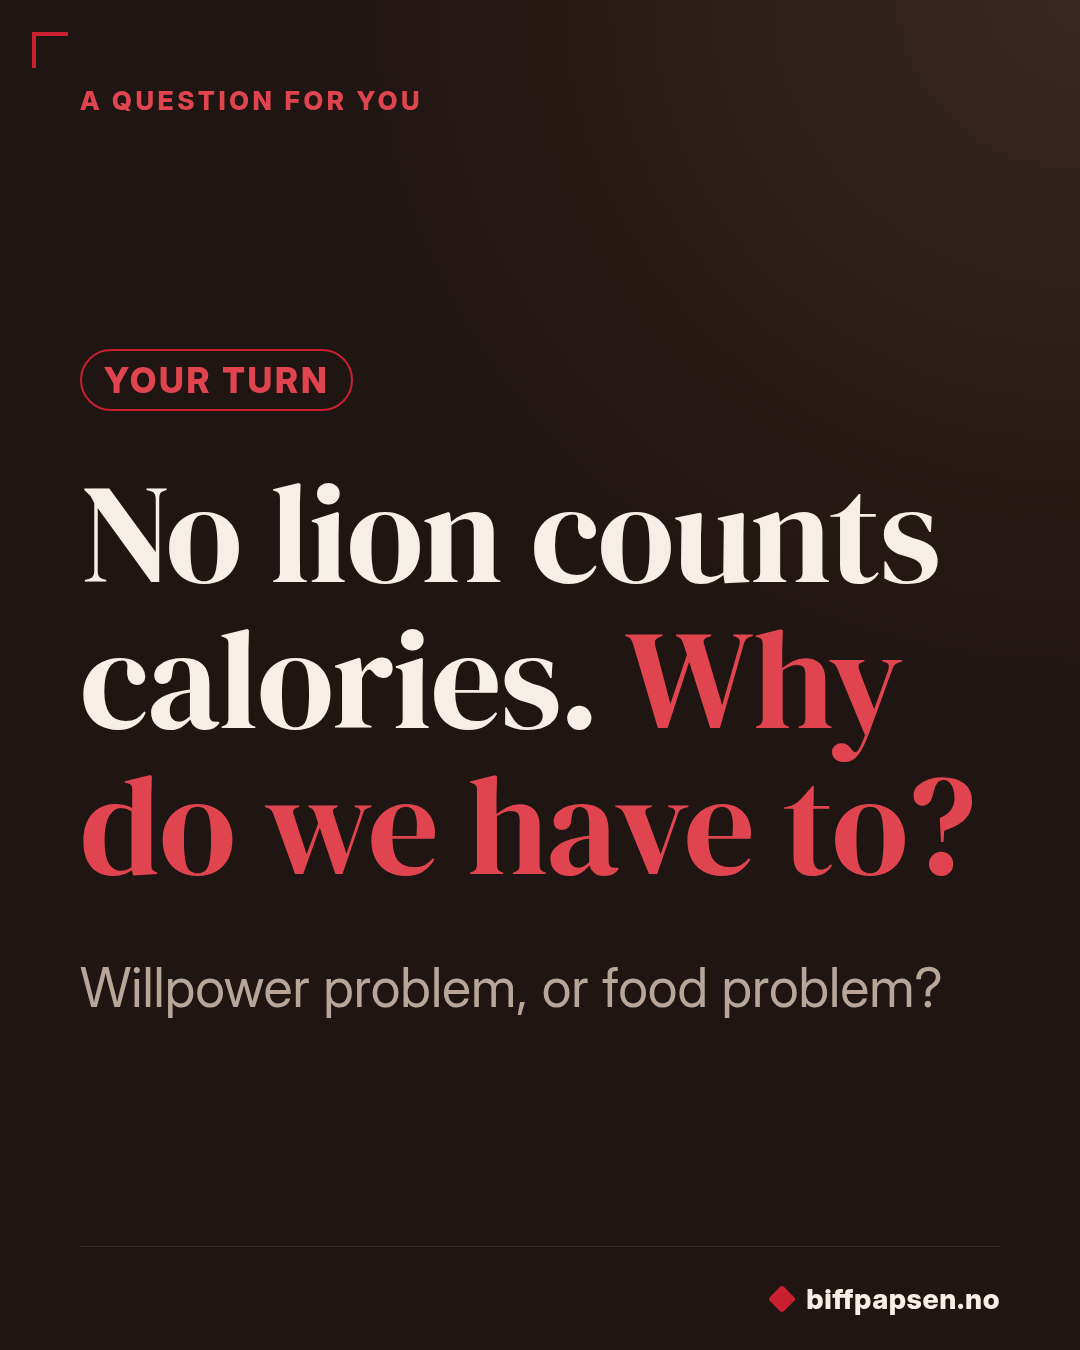 A QUESTION FOR YOU
YOUR TURN
No lion counts
calories. Why
do we have to?
Willpower problem, or food problem?
biffpapsen.no